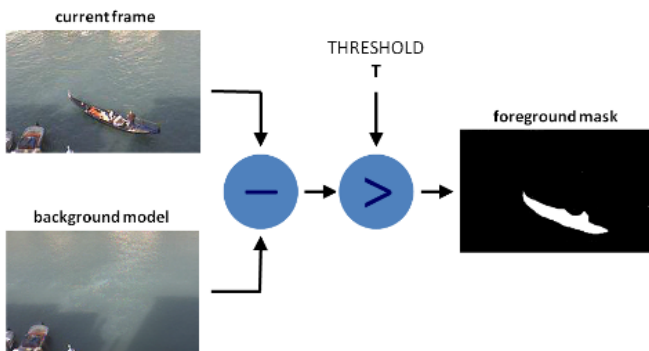 current frame
THRESHOLD
T
foreground mask
−
>
background model